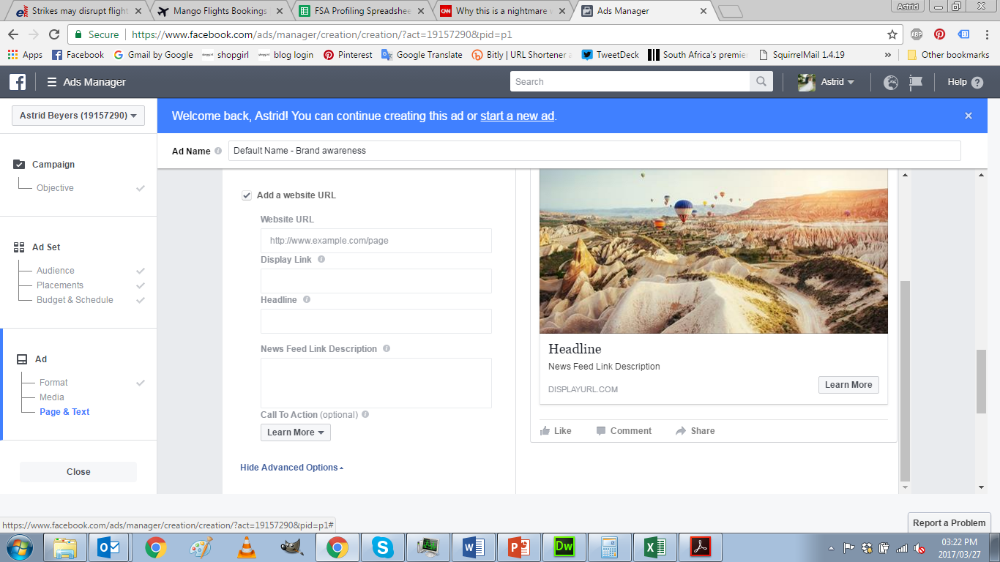 Strikes may disrupt flight
Mango Flights Bookings
FSA Profiling Spreadshee
CNN
Why this is a nightmare
Ads Manager
Astrid
Secure
https://www.facebook.com/ads/manager/creation/creation/?act=19157290&pid=p1
ABP
Apps
Facebook
Gmail by Google
shopgirl
blog login
Pinterest
Google Translate
Bitly | URL Shortener
TweetDeck
South Africa's premie
SquirrelMail 1.4.19
»
Other bookmarks
Ads Manager
Search
Astrid
Help ?
Astrid Beyers (19157290)
Welcome back, Astrid! You can continue creating this ad or start a new ad.
Ad Name
Default Name - Brand awareness
Campaign
Objective
Ad Set
Audience
Placements
Budget & Schedule
Ad
Format
Media
Page & Text
Close
Add a website URL
Website URL
http://www.example.com/page
Display Link
Headline
News Feed Link Description
Call To Action (optional)
Learn More
Hide Advanced Options
Headline
News Feed Link Description
DISPLAYURL.COM
Learn More
Like
Comment
Share
https://www.facebook.com/ads/manager/creation/creation/?act=19157290&pid=p1#
Report a Problem
Dw
03:22 PM
2017/03/27